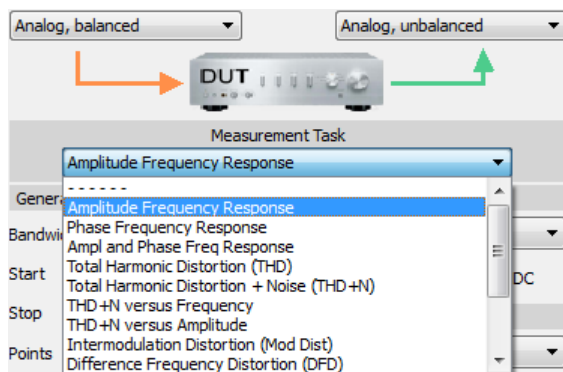 Analog, balanced
Analog, unbalanced
DUT
Measurement Task
Amplitude Frequency Response
- - - - - -
Amplitude Frequency Response
Phase Frequency Response
Ampl and Phase Freq Response
Total Harmonic Distortion (THD)
Total Harmonic Distortion + Noise (THD+N)
THD+N versus Frequency
THD+N versus Amplitude
Intermodulation Distortion (Mod Dist)
Difference Frequency Distortion (DFD)
Gener
Bandwi
Start
DC
Stop
Points